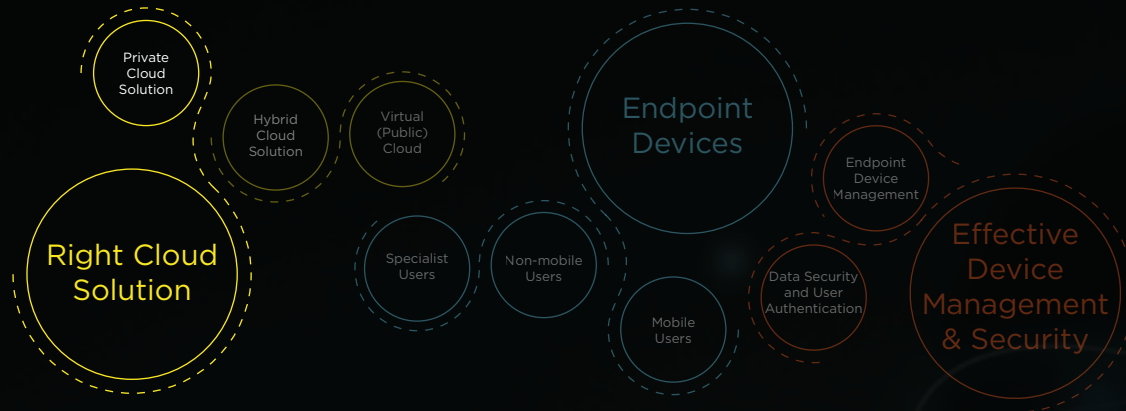 Private
Cloud
Solution
Right Cloud
Solution
Hybrid
Cloud
Solution
Virtual
(Public)
Cloud
Specialist
Users
Non-mobile
Users
Endpoint
Devices
Mobile
Users
Endpoint
Device
Management
Data Security
and User
Authentication
Effective
Device
Management
& Security